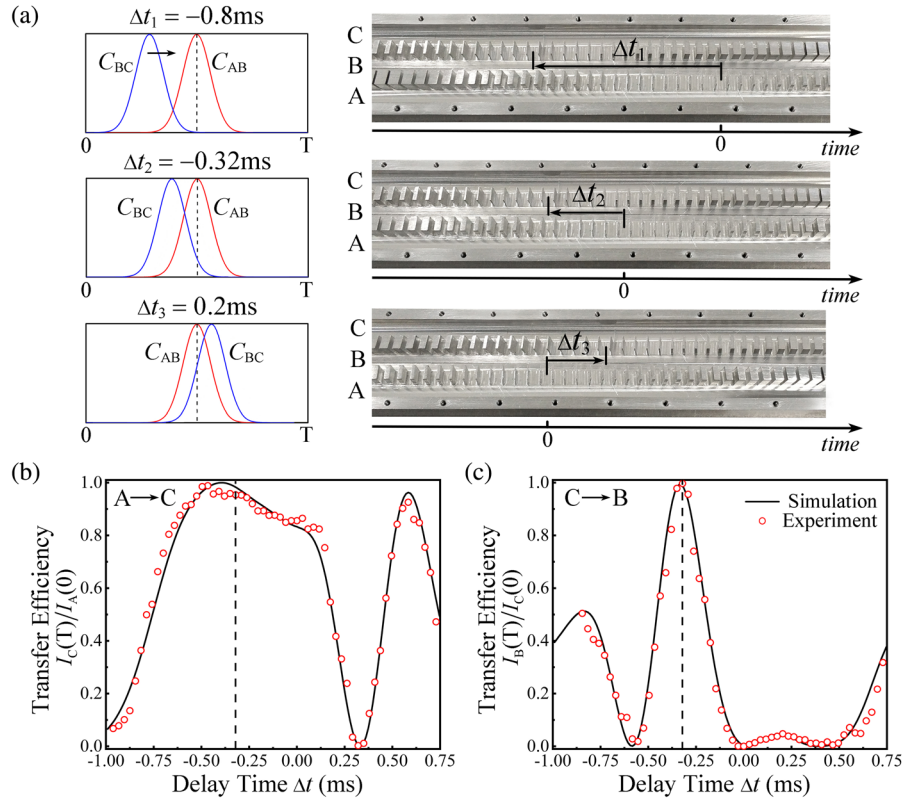 (a)
Δt₁ = −0.8ms
C_BC C_AB
0 T
Δt₂ = −0.32ms
C_BC C_AB
0 T
Δt₃ = 0.2ms
C_AB C_BC
0 T
C
B
A
Δt₁
0
time
C
B
A
Δt₂
0
time
C
B
A
Δt₃
0
time
(b)
A→C
Transfer Efficiency
I_C(T)/I_A(0)
1.0
0.8
0.6
0.4
0.2
0.0
-1.00 -0.75 -0.50 -0.25 0.00 0.25 0.50 0.75
Delay Time Δt (ms)
(c)
C→B
Simulation
Experiment
Transfer Efficiency
I_B(T)/I_C(0)
1.0
0.8
0.6
0.4
0.2
0.0
-1.00 -0.75 -0.50 -0.25 0.00 0.25 0.50 0.75
Delay Time Δt (ms)